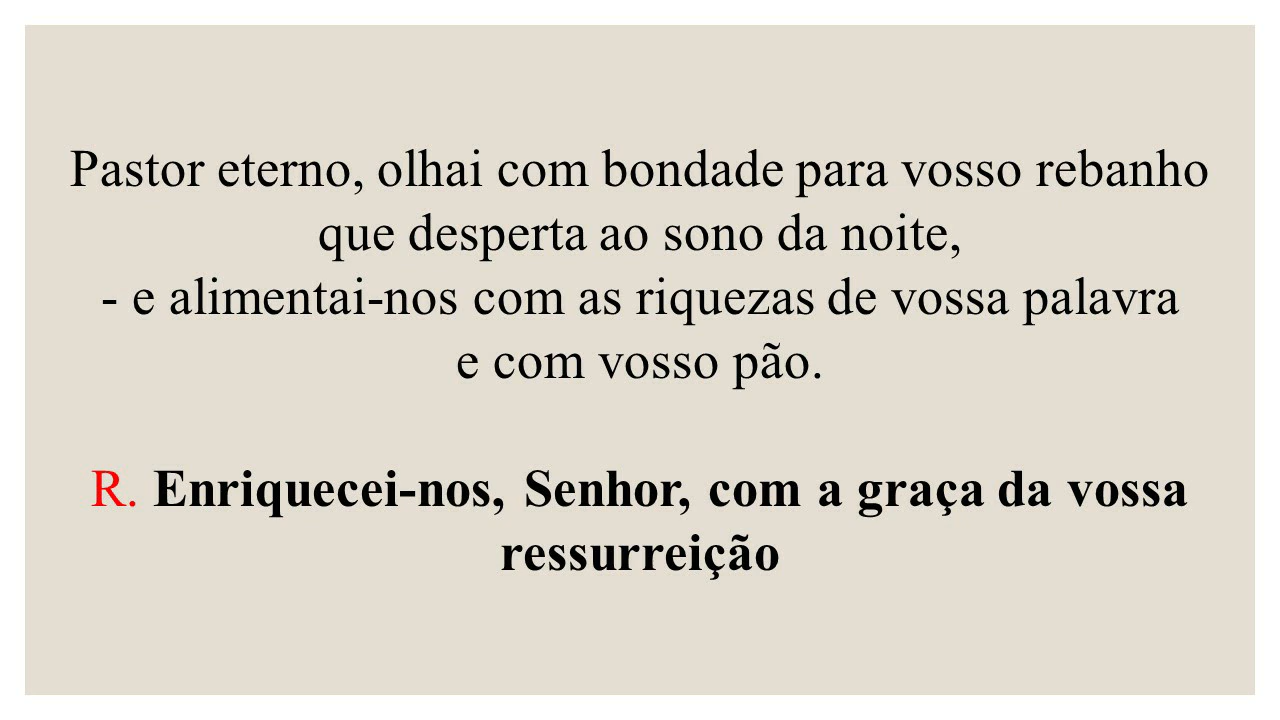 Pastor eterno, olhai com bondade para vosso rebanho
que desperta ao sono da noite,
- e alimentai-nos com as riquezas de vossa palavra
e com vosso pão.
R. Enriquecei-nos, Senhor, com a graça da vossa
ressurreição